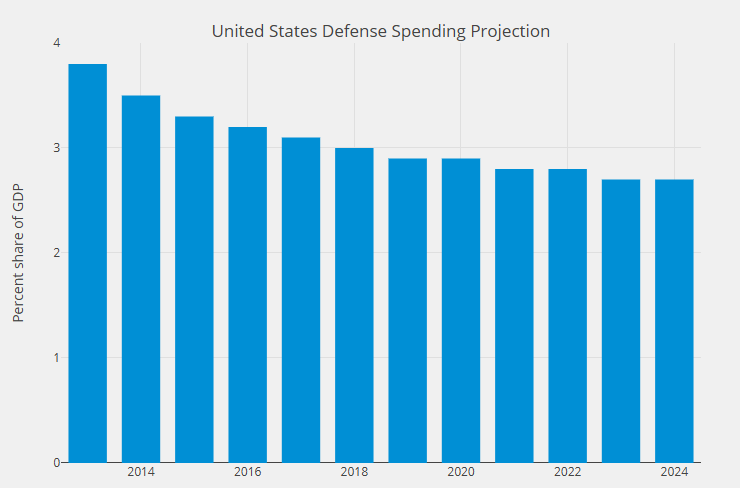 United States Defense Spending Projection
Percent share of GDP
4
3
2
1
0
2014 2016 2018 2020 2022 2024